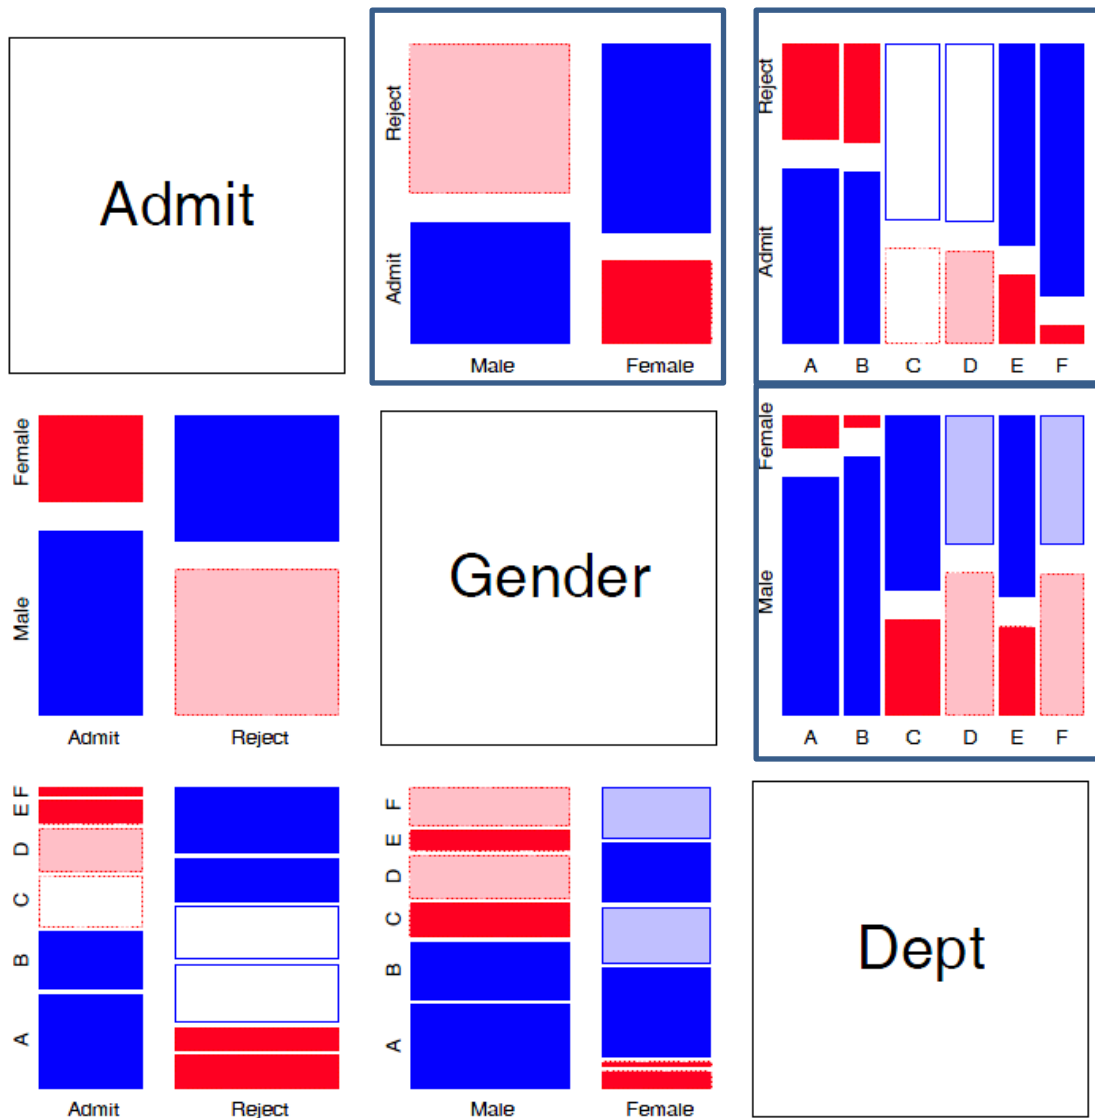 Admit
Reject
Admit
Male
Female
Reject
Admit
A B C D E F
Female
Male
Admit
Reject
Gender
Female
Male
A B C D E F
F
E
D
C
B
A
Admit
Reject
F
E
D
C
B
A
Male
Female
Dept